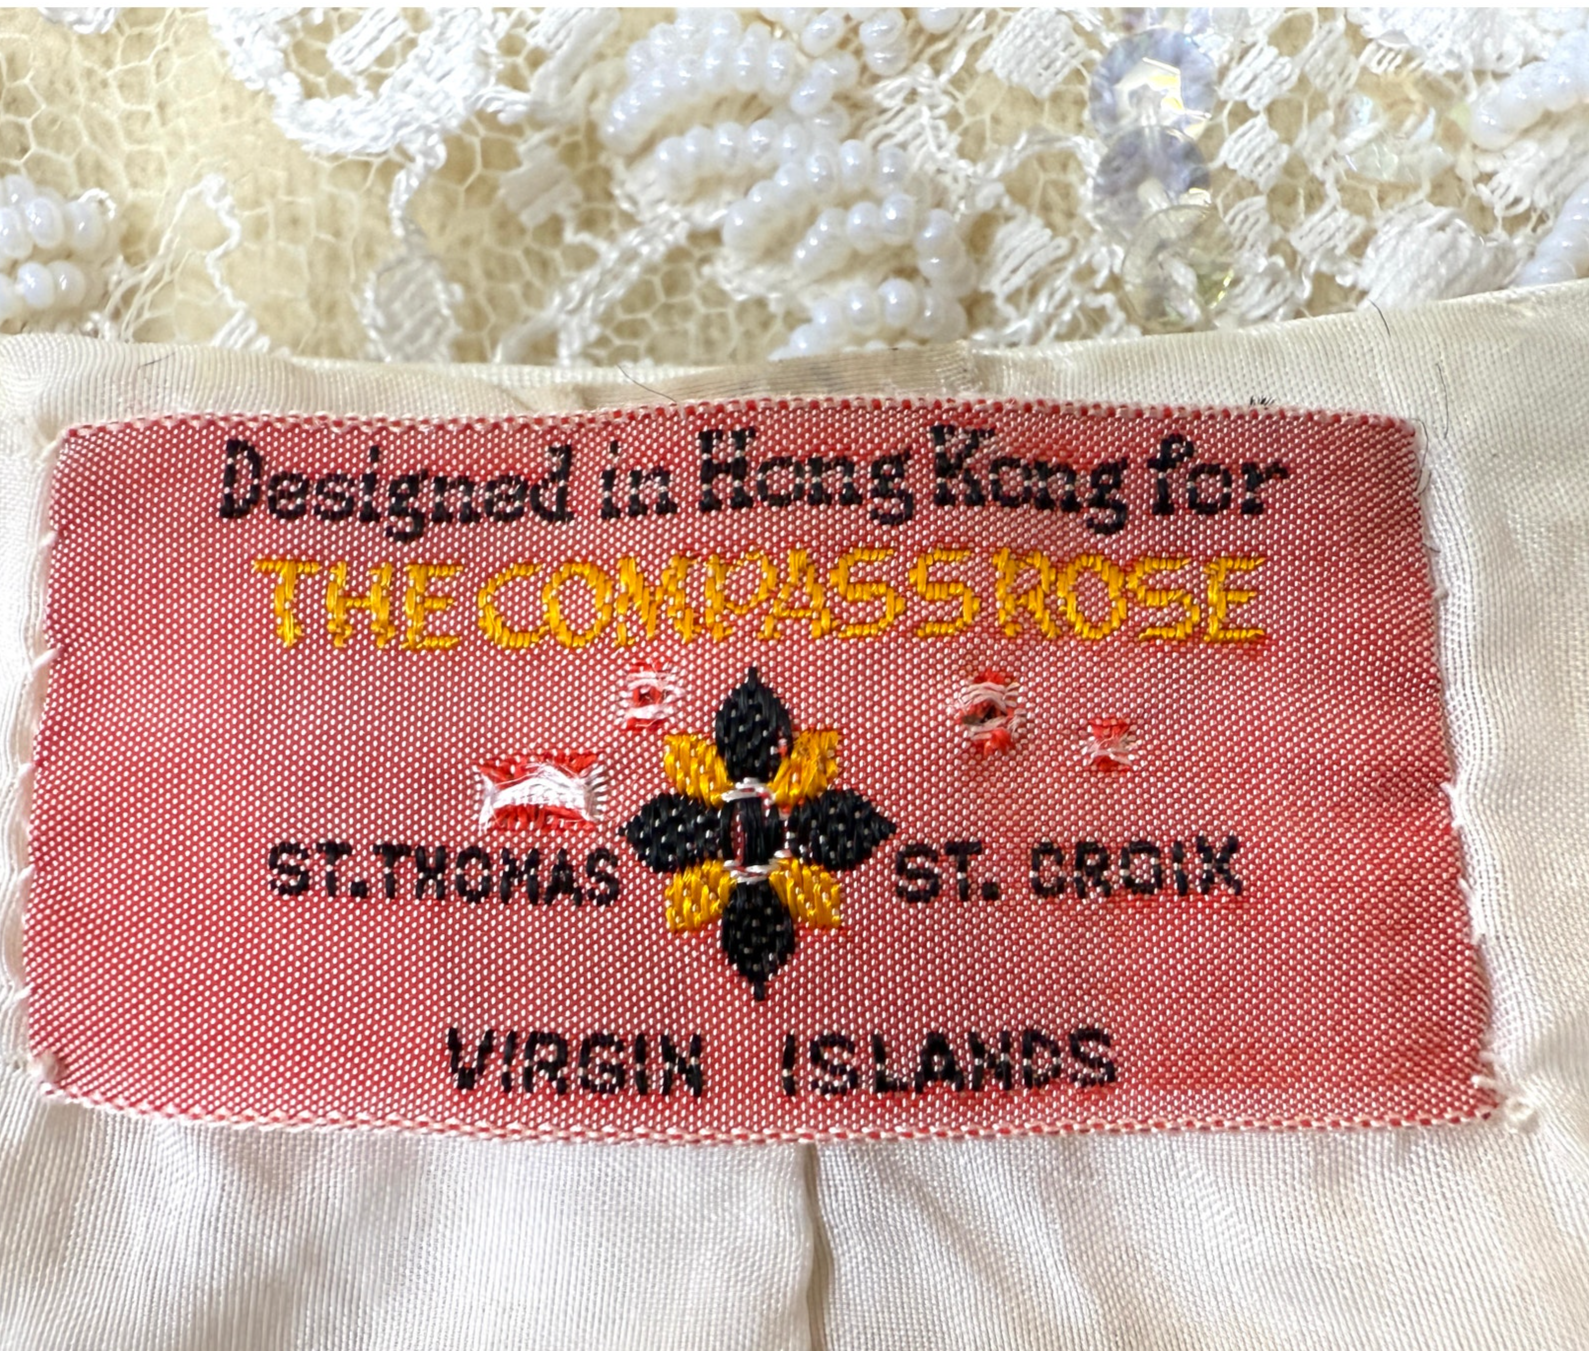 Designed in Hong Kong for
THE COMPASS ROSE
ST. THOMAS ST. CROIX
VIRGIN ISLANDS